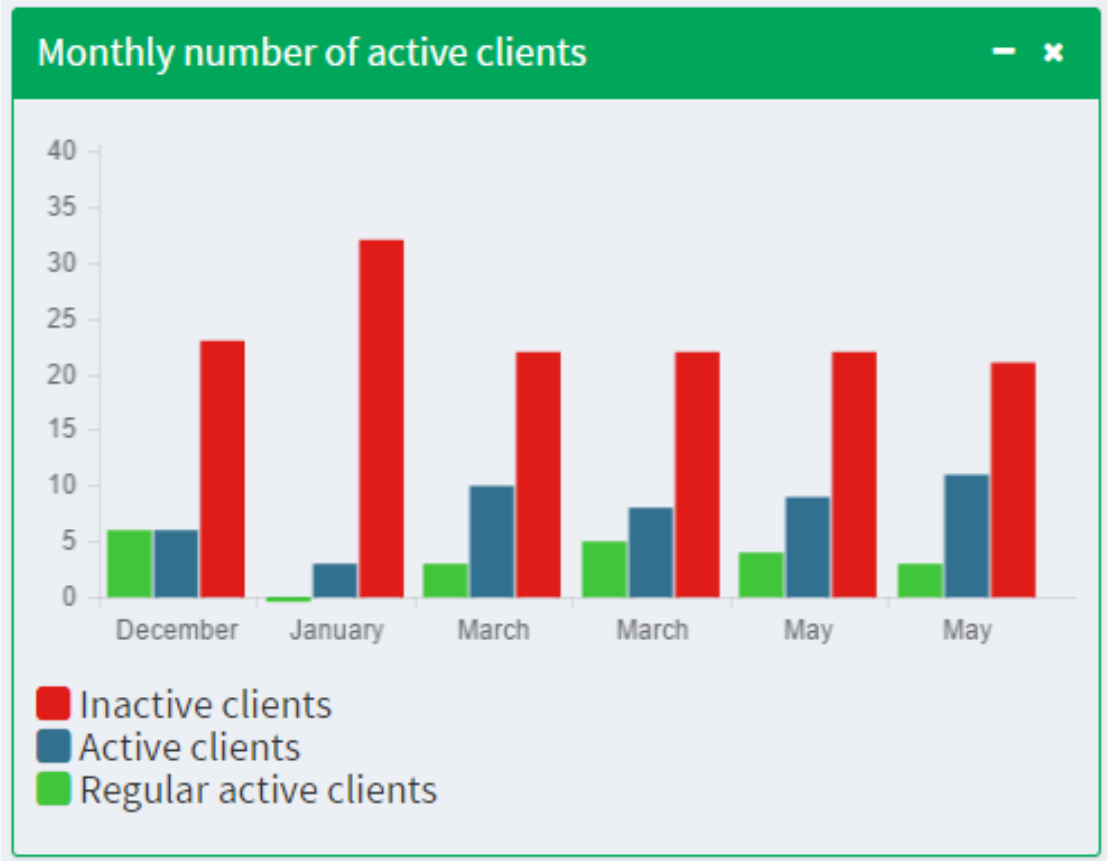 Monthly number of active clients
40
35
30
25
20
15
10
5
0
December January March March May May
Inactive clients
Active clients
Regular active clients